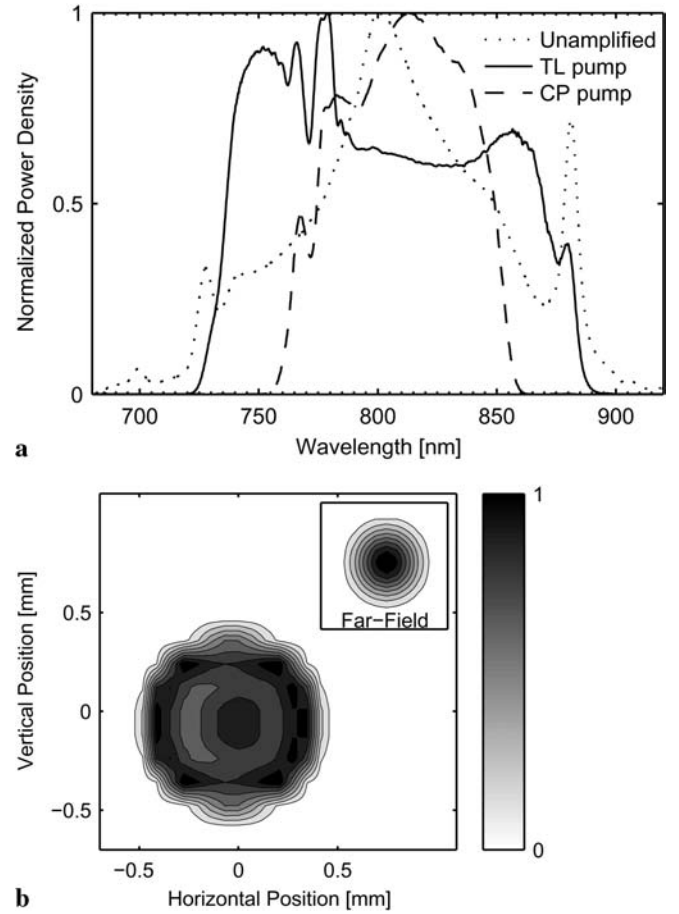 1
Unamplified
TL pump
CP pump
Normalized Power Density
0.5
0
700 750 800 850 900
Wavelength [nm]
a
1
Far-Field
0.5
Vertical Position [mm]
0
-0.5
0
-0.5 0 0.5
b
Horizontal Position [mm]